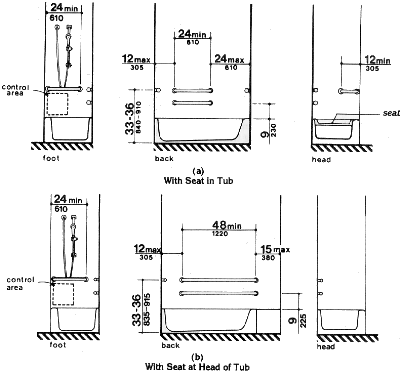 24 min
610
control
area
foot
24 min
610
12 max
305
24 max
610
33-36
840-910
9
230
back
12 min
305
seat
head
(a)
With Seat in Tub
24 min
610
control
area
foot
48 min
1220
12 max
305
15 max
380
33-36
835-915
9
225
back
head
(b)
With Seat at Head of Tub